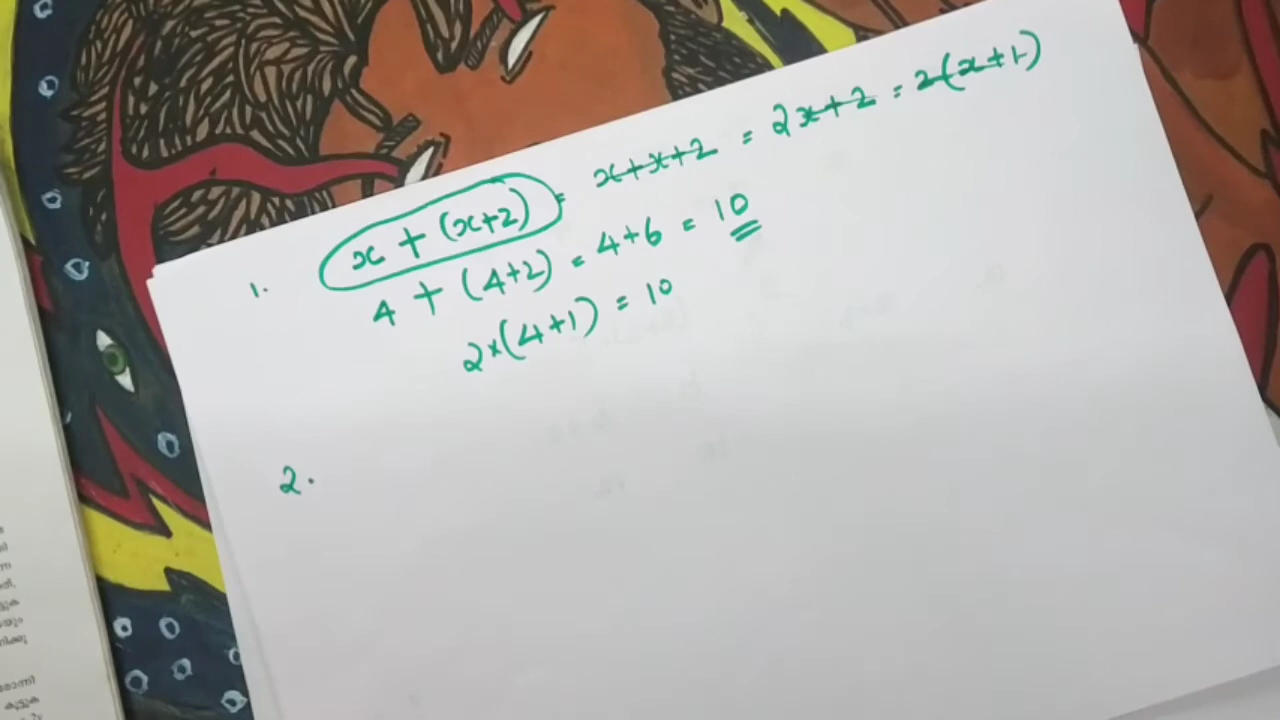 1. x + (x+2) = x+x+2 = 2x+2 = 2(x+1)
4 + (4+2) = 4+6 = 10
2×(4+1) = 10
2.